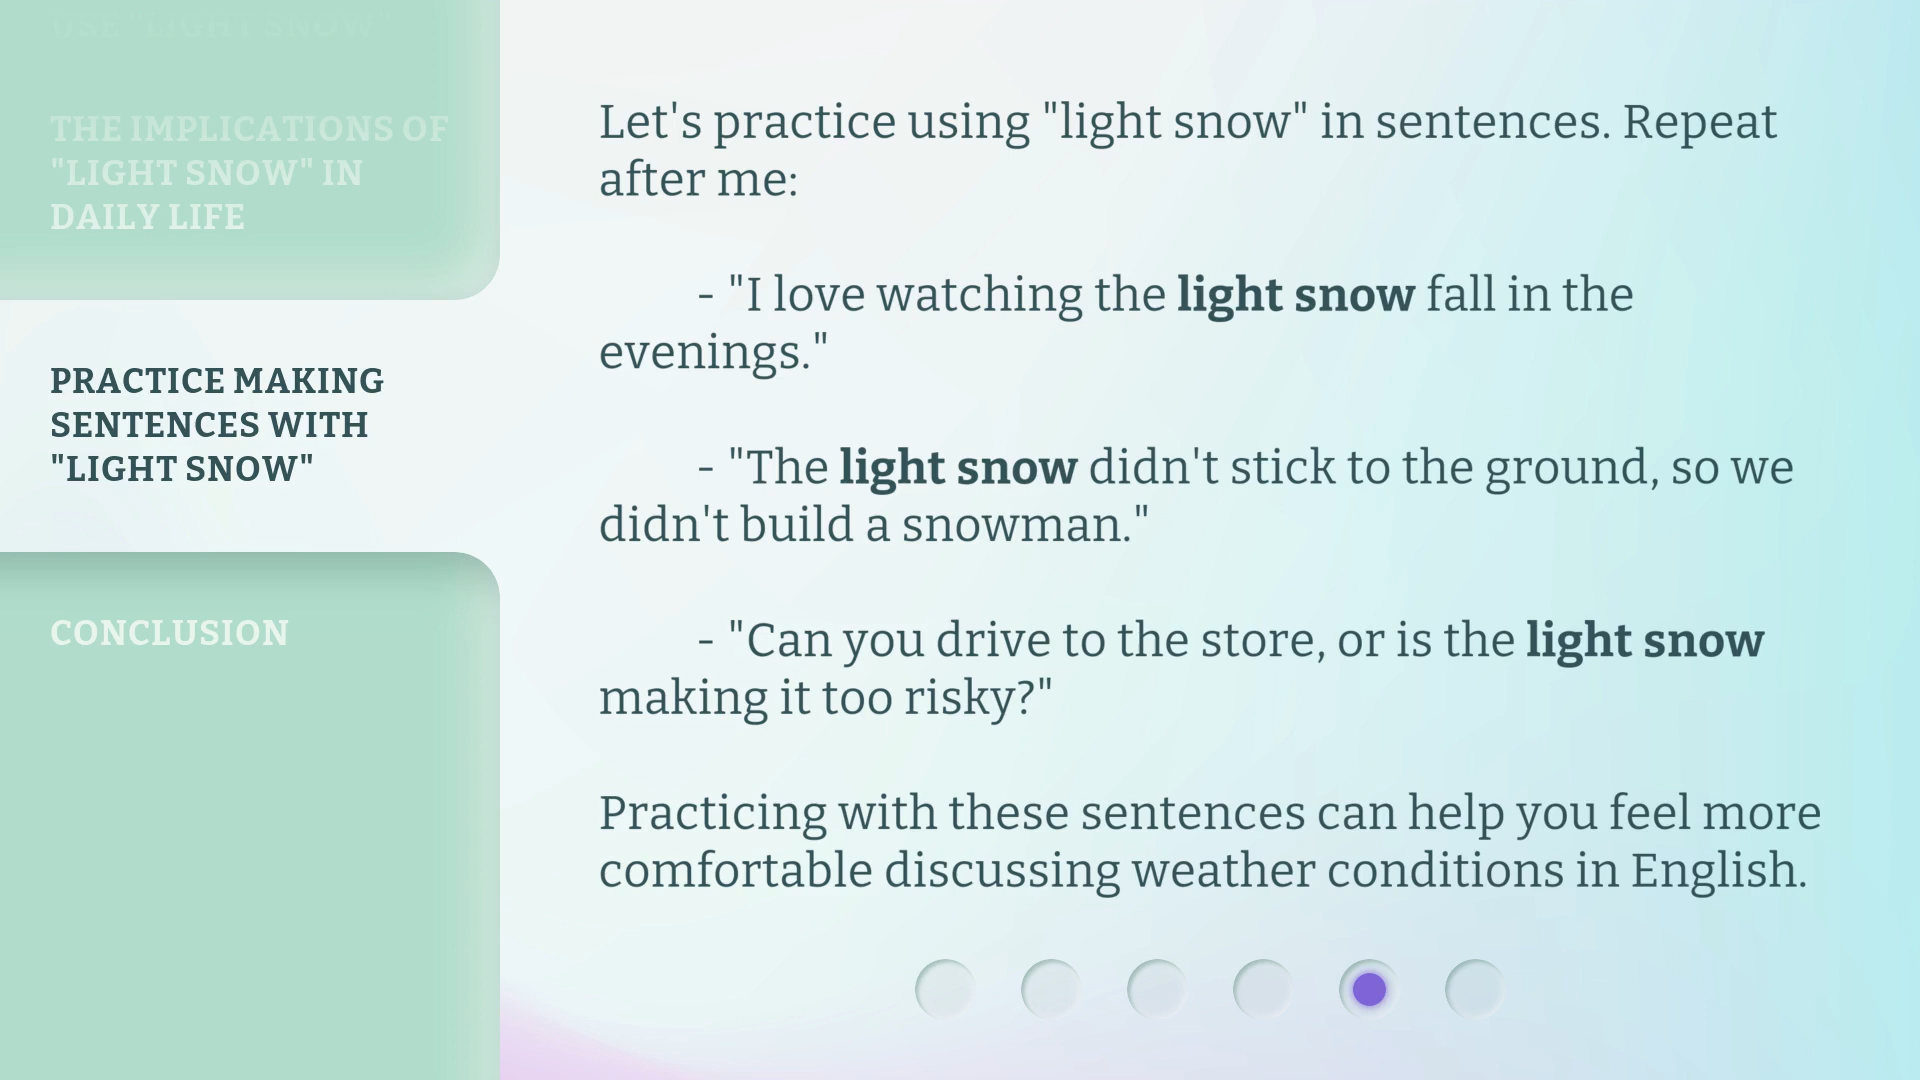 USE "LIGHT SNOW"
THE IMPLICATIONS OF
"LIGHT SNOW" IN
DAILY LIFE
PRACTICE MAKING
SENTENCES WITH
"LIGHT SNOW"
CONCLUSION
Let's practice using "light snow" in sentences. Repeat
after me:
- "I love watching the light snow fall in the
evenings."
- "The light snow didn't stick to the ground, so we
didn't build a snowman."
- "Can you drive to the store, or is the light snow
making it too risky?"
Practicing with these sentences can help you feel more
comfortable discussing weather conditions in English.